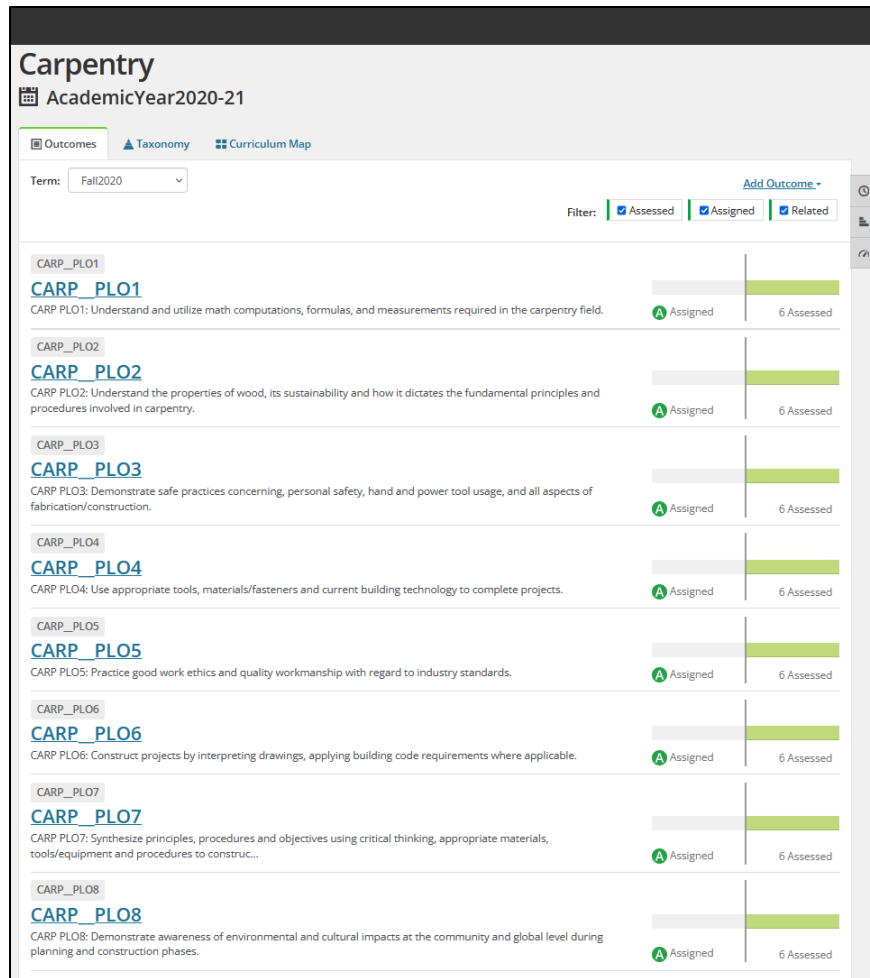 Carpentry
AcademicYear2020-21
Outcomes Taxonomy Curriculum Map
Term: Fall2020
Add Outcome
Filter: Assessed Assigned Related
CARP__PLO1
CARP__PLO1
CARP PLO1: Understand and utilize math computations, formulas, and measurements required in the carpentry field.
A Assigned 6 Assessed
CARP__PLO2
CARP__PLO2
CARP PLO2: Understand the properties of wood, its sustainability and how it dictates the fundamental principles and
procedures involved in carpentry.
A Assigned 6 Assessed
CARP__PLO3
CARP__PLO3
CARP PLO3: Demonstrate safe practices concerning, personal safety, hand and power tool usage, and all aspects of
fabrication/construction.
A Assigned 6 Assessed
CARP__PLO4
CARP__PLO4
CARP PLO4: Use appropriate tools, materials/fasteners and current building technology to complete projects.
A Assigned 6 Assessed
CARP__PLO5
CARP__PLO5
CARP PLO5: Practice good work ethics and quality workmanship with regard to industry standards.
A Assigned 6 Assessed
CARP__PLO6
CARP__PLO6
CARP PLO6: Construct projects by interpreting drawings, applying building code requirements where applicable.
A Assigned 6 Assessed
CARP__PLO7
CARP__PLO7
CARP PLO7: Synthesize principles, procedures and objectives using critical thinking, appropriate materials,
tools/equipment and procedures to construc...
A Assigned 6 Assessed
CARP__PLO8
CARP__PLO8
CARP PLO8: Demonstrate awareness of environmental and cultural impacts at the community and global level during
planning and construction phases.
A Assigned 6 Assessed